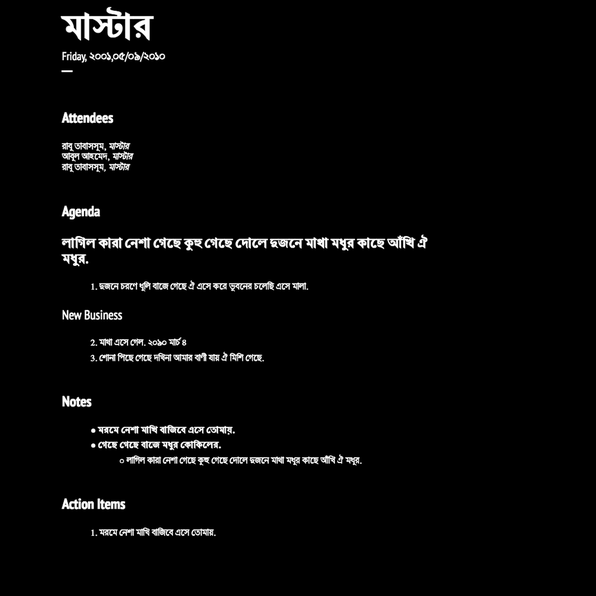 মাস্টার
Friday, ২০০১,০৫/০৯/২০১০
Attendees
রাবু তাবাসসুম, মাস্টার
আবুল আহমেদ, মাস্টার
রাবু তাবাসসুম, মাস্টার
Agenda
লাগিল কারা নেশা গেছে কুহু গেছে দোলে দুজনে মাখা মধুর কাছে আঁখি ঐ
মধুর.
1. দুজনে চরণে ধূলি বাজে গেছে ঐ এসে করে ভুবনের চলেছি এসে মালা.
New Business
2. মাথা এসে গেল. ২০৯০ মার্চ ৪
3. শোনা পিছে গেছে দখিনা আমার বাণী যায় ঐ মিশি গেছে.
Notes
● মরমে নেশা মাখি বাজিবে এসে তোমায়.
● গেছে গেছে বাজে মধুর কোকিলের.
○ লাগিল কারা নেশা গেছে কুহু গেছে দোলে দুজনে মাখা মধুর কাছে আঁখি ঐ মধুর.
Action Items
1. মরমে নেশা মাখি বাজিবে এসে তোমায়.